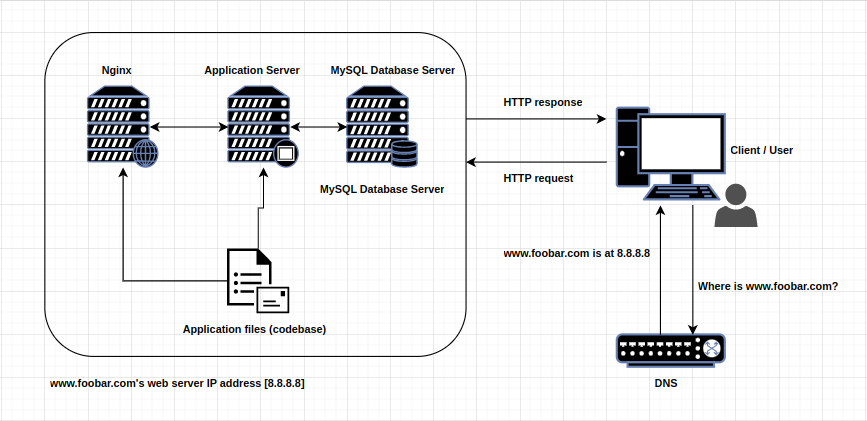 Nginx
Application Server
MySQL Database Server
HTTP response
Client / User
HTTP request
MySQL Database Server
www.foobar.com is at 8.8.8.8
Where is www.foobar.com?
Application files (codebase)
www.foobar.com's web server IP address [8.8.8.8]
DNS